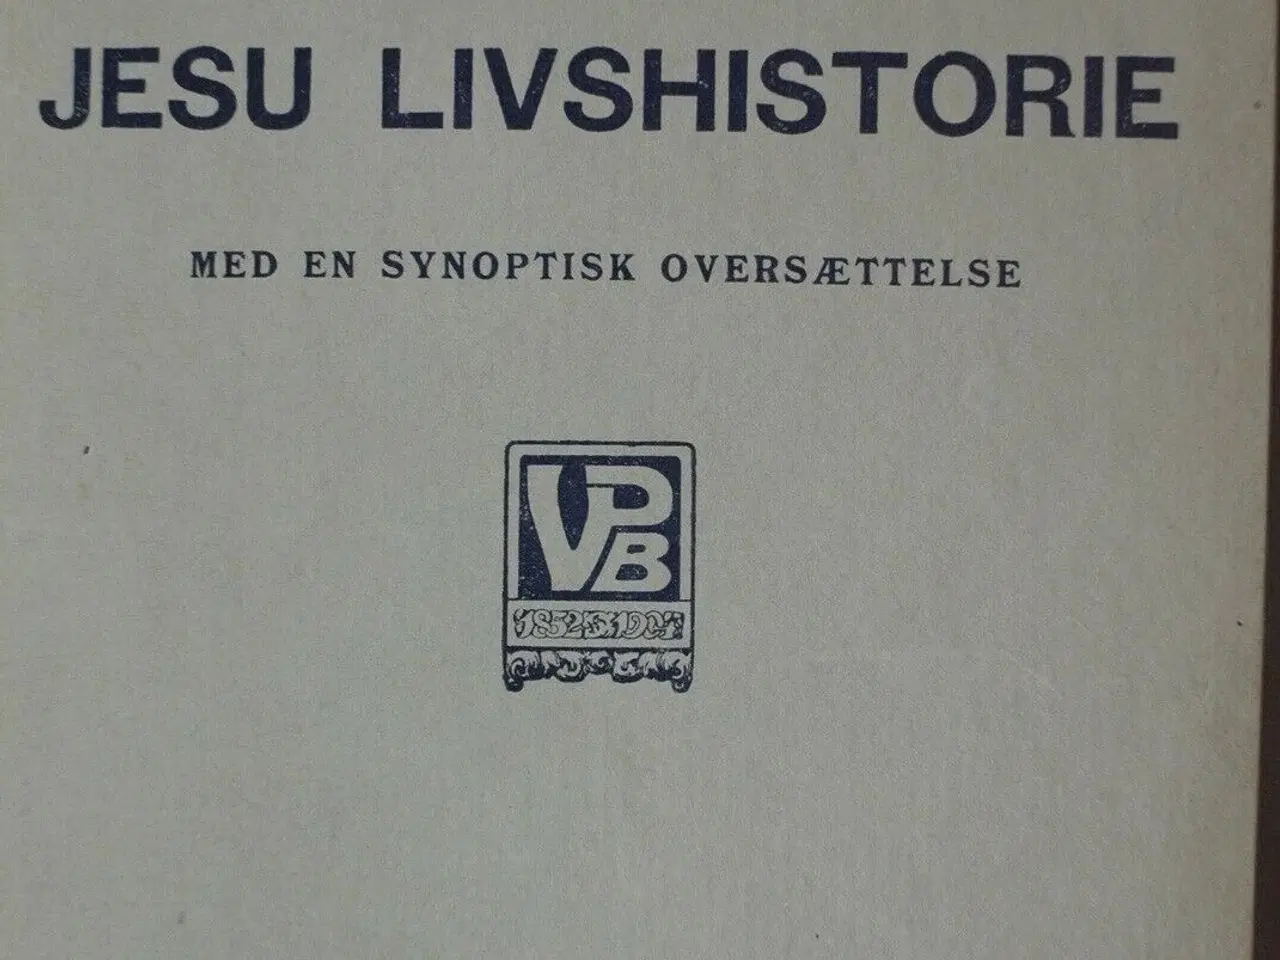 JESU LIVSHISTORIE
MED EN SYNOPTISK OVERSÆTTELSE
VPB